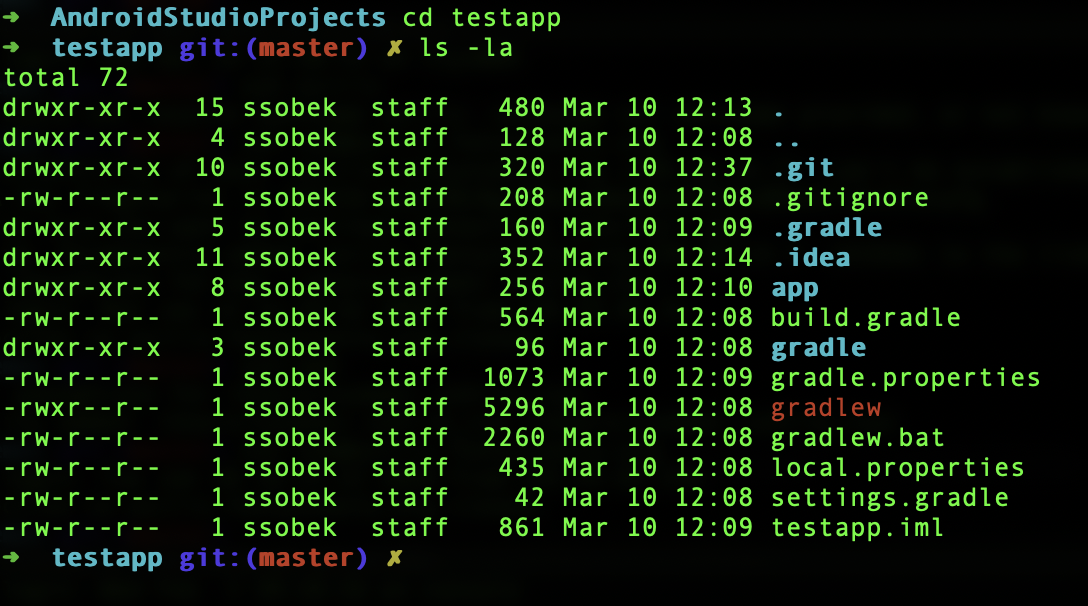 ➜  AndroidStudioProjects cd testapp
➜  testapp git:(master) ✗ ls -la
total 72
drwxr-xr-x  15 ssobek  staff   480 Mar 10 12:13 .
drwxr-xr-x   4 ssobek  staff   128 Mar 10 12:08 ..
drwxr-xr-x  10 ssobek  staff   320 Mar 10 12:37 .git
-rw-r--r--   1 ssobek  staff   208 Mar 10 12:08 .gitignore
drwxr-xr-x   5 ssobek  staff   160 Mar 10 12:09 .gradle
drwxr-xr-x  11 ssobek  staff   352 Mar 10 12:14 .idea
drwxr-xr-x   8 ssobek  staff   256 Mar 10 12:10 app
-rw-r--r--   1 ssobek  staff   564 Mar 10 12:08 build.gradle
drwxr-xr-x   3 ssobek  staff    96 Mar 10 12:08 gradle
-rw-r--r--   1 ssobek  staff  1073 Mar 10 12:09 gradle.properties
-rwxr--r--   1 ssobek  staff  5296 Mar 10 12:08 gradlew
-rw-r--r--   1 ssobek  staff  2260 Mar 10 12:08 gradlew.bat
-rw-r--r--   1 ssobek  staff   435 Mar 10 12:08 local.properties
-rw-r--r--   1 ssobek  staff    42 Mar 10 12:08 settings.gradle
-rw-r--r--   1 ssobek  staff   861 Mar 10 12:09 testapp.iml
➜  testapp git:(master) ✗